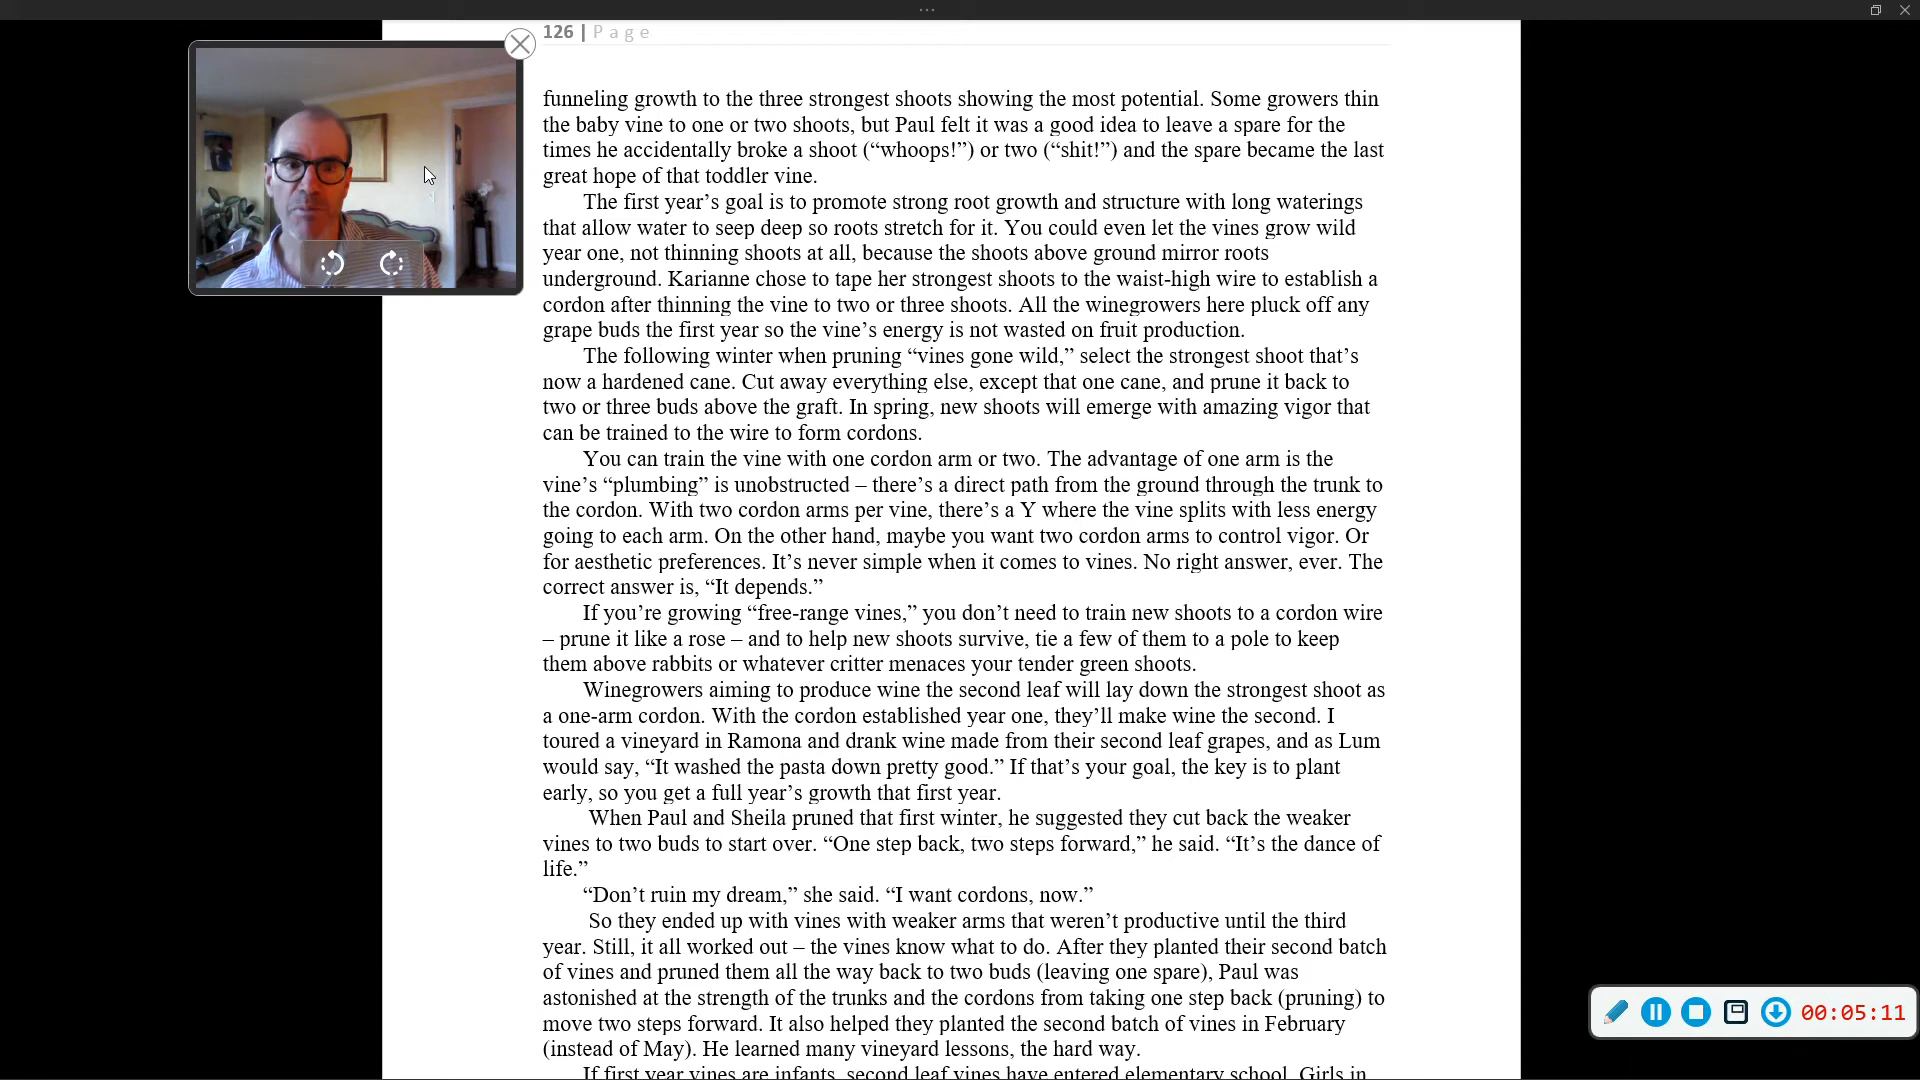 126 | Page
funneling growth to the three strongest shoots showing the most potential. Some growers thin
the baby vine to one or two shoots, but Paul felt it was a good idea to leave a spare for the
times he accidentally broke a shoot (“whoops!”) or two (“shit!”) and the spare became the last
great hope of that toddler vine.
The first year’s goal is to promote strong root growth and structure with long waterings
that allow water to seep deep so roots stretch for it. You could even let the vines grow wild
year one, not thinning shoots at all, because the shoots above ground mirror roots
underground. Karianne chose to tape her strongest shoots to the waist-high wire to establish a
cordon after thinning the vine to two or three shoots. All the winegrowers here pluck off any
grape buds the first year so the vine’s energy is not wasted on fruit production.
The following winter when pruning “vines gone wild,” select the strongest shoot that’s
now a hardened cane. Cut away everything else, except that one cane, and prune it back to
two or three buds above the graft. In spring, new shoots will emerge with amazing vigor that
can be trained to the wire to form cordons.
You can train the vine with one cordon arm or two. The advantage of one arm is the
vine’s “plumbing” is unobstructed – there’s a direct path from the ground through the trunk to
the cordon. With two cordon arms per vine, there’s a Y where the vine splits with less energy
going to each arm. On the other hand, maybe you want two cordon arms to control vigor. Or
for aesthetic preferences. It’s never simple when it comes to vines. No right answer, ever. The
correct answer is, “It depends.”
If you’re growing “free-range vines,” you don’t need to train new shoots to a cordon wire
– prune it like a rose – and to help new shoots survive, tie a few of them to a pole to keep
them above rabbits or whatever critter menaces your tender green shoots.
Winegrowers aiming to produce wine the second leaf will lay down the strongest shoot as
a one-arm cordon. With the cordon established year one, they’ll make wine the second. I
toured a vineyard in Ramona and drank wine made from their second leaf grapes, and as Lum
would say, “It washed the pasta down pretty good.” If that’s your goal, the key is to plant
early, so you get a full year’s growth that first year.
When Paul and Sheila pruned that first winter, he suggested they cut back the weaker
vines to two buds to start over. “One step back, two steps forward,” he said. “It’s the dance of
life.”
“Don’t ruin my dream,” she said. “I want cordons, now.”
So they ended up with vines with weaker arms that weren’t productive until the third
year. Still, it all worked out – the vines know what to do. After they planted their second batch
of vines and pruned them all the way back to two buds (leaving one spare), Paul was
astonished at the strength of the trunks and the cordons from taking one step back (pruning) to
move two steps forward. It also helped they planted the second batch of vines in February
(instead of May). He learned many vineyard lessons, the hard way.
If first year vines are infants, second leaf vines have entered elementary school. Girls in
00:05:11